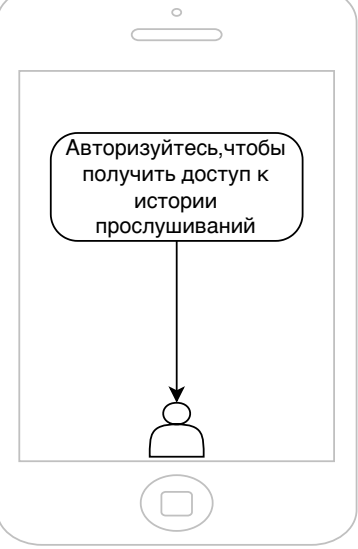 Авторизуйтесь,чтобы
получить доступ к
истории
прослушиваний